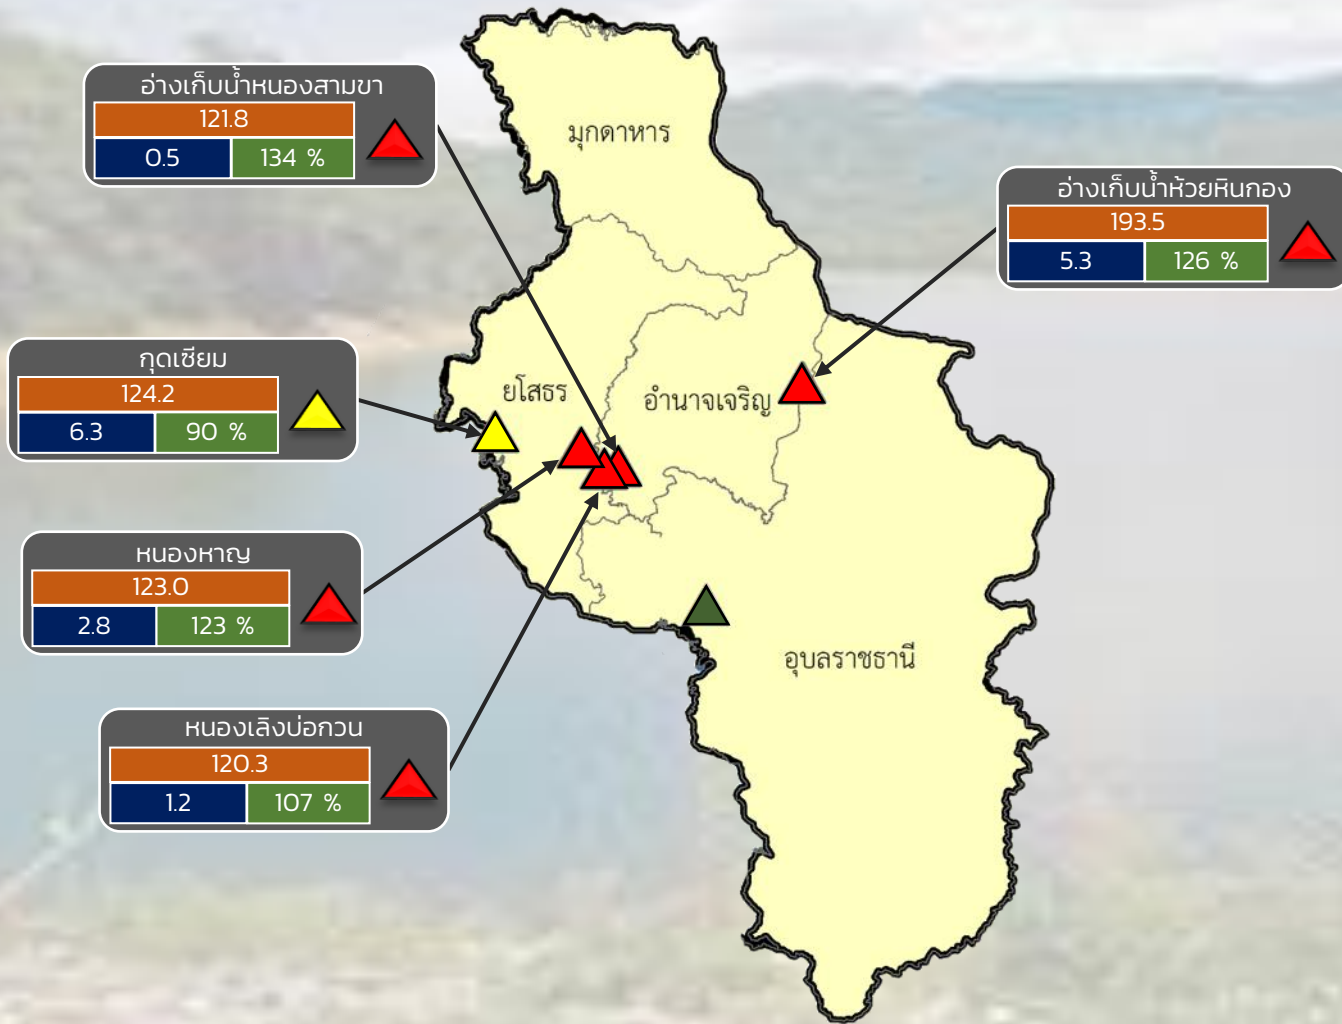 อ่างเก็บน้ำหนองสามขา
121.8
0.5 134 %
มุกดาหาร
อ่างเก็บน้ำห้วยหินกอง
193.5
5.3 126 %
กุดเซียม
124.2
6.3 90 %
ยโสธร
อำนาจเจริญ
หนองหาญ
123.0
2.8 123 %
อุบลราชธานี
หนองเลิงบ่อกวน
120.3
1.2 107 %